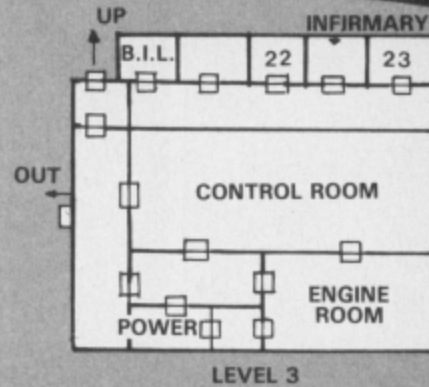 UP
INFIRMARY
B.I.L.
22
23
OUT
CONTROL ROOM
ENGINE
ROOM
POWER
LEVEL 3